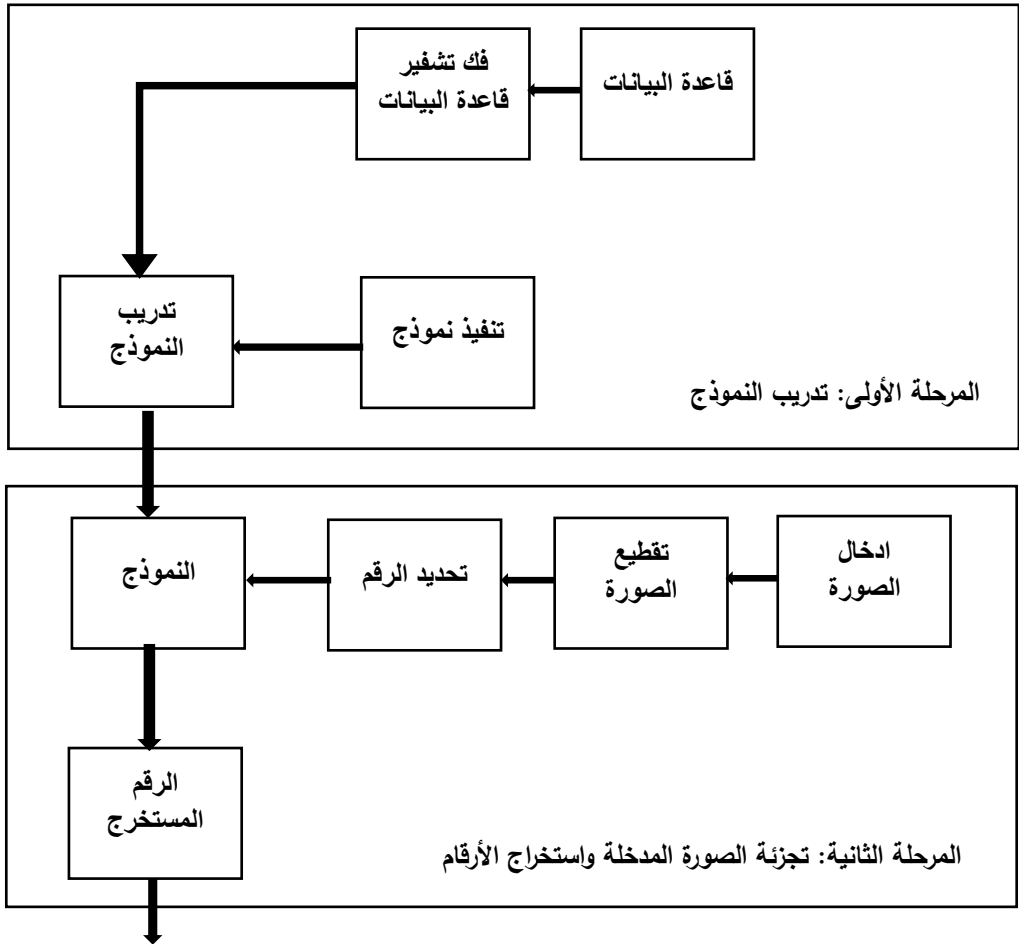 قاعدة البيانات
فك تشفير
قاعدة البيانات
تنفيذ نموذج
تدريب
النموذج
المرحلة الأولى: تدريب النموذج
ادخال
الصورة
تقطيع
الصورة
تحديد الرقم
النموذج
الرقم
المستخرج
المرحلة الثانية: تجزئة الصورة المدخلة واستخراج الأرقام